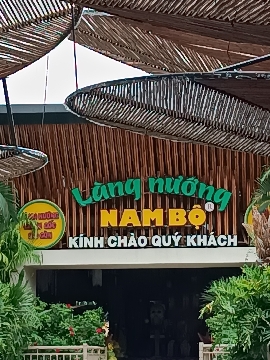 Làng nướng
NAM BỘ
KÍNH CHÀO QUÝ KHÁCH